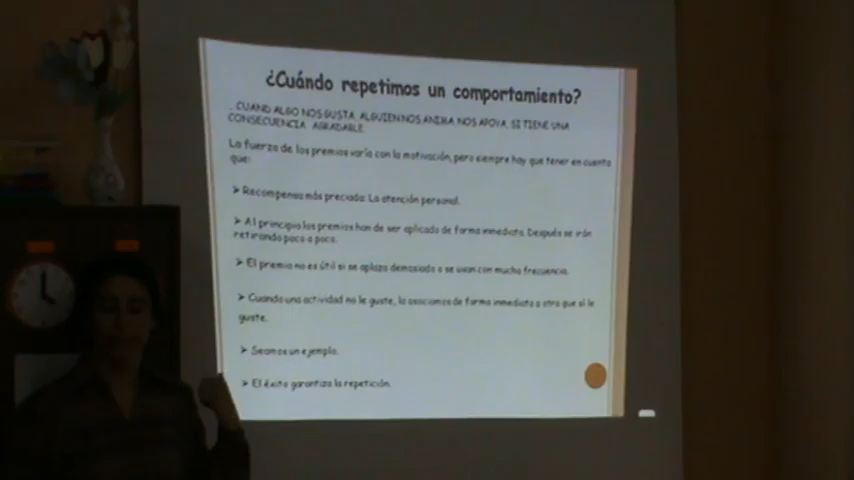 ¿Cuándo repetimos un comportamiento?
. CUAND ALGO NOS GUSTA, ALGUIEN NOS ANIMA, NOS APOYA, SI TIENE UNA
CONSECUENCIA AGRADABLE.
La fuerza de los premios varía con la motivación, pero siempre hay que tener en cuenta
que:
➤ Recompensa más preciada: La atención personal.
➤ Al principio los premios han de ser aplicado de forma inmediata. Después se irán
retirando poco a poco.
➤ El premio no es útil si se aplaza demasiado o se usan con mucha frecuencia.
➤ Cuando una actividad no le guste, la asociamos de forma inmediata a otra que sí le
guste.
➤ Seamos un ejemplo.
➤ El éxito garantiza la repetición.